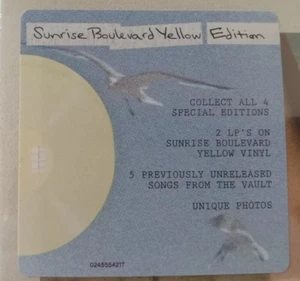 Sunrise Boulevard Yellow Edition
COLLECT ALL 4
SPECIAL EDITIONS
2 LP'S ON
SUNRISE BOULEVARD
YELLOW VINYL
5 PREVIOUSLY UNRELEASED
SONGS FROM THE VAULT
UNIQUE PHOTOS
0245554217